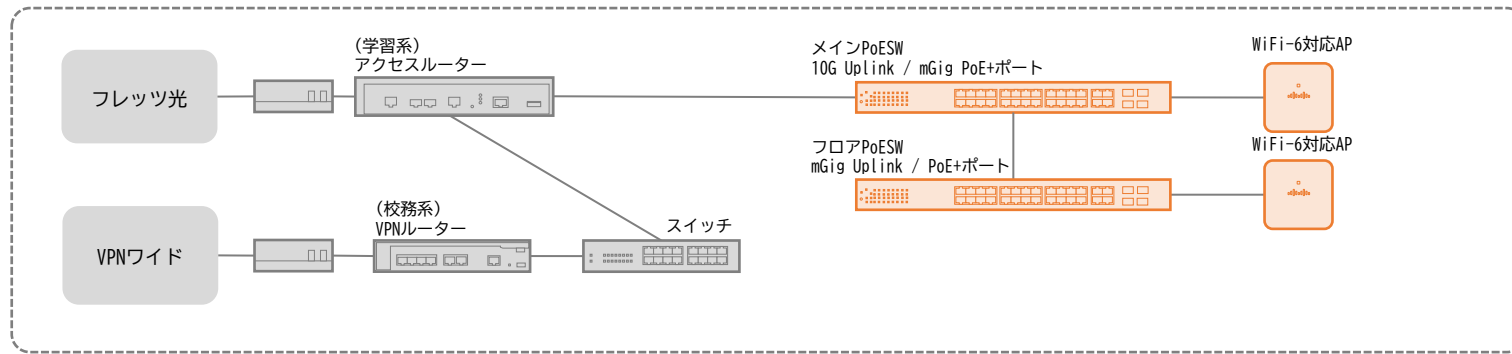 フレッツ光
(学習系)
アクセスルーター
メインPoESW
10G Uplink / mGig PoE+ポート
WiFi-6対応AP
フロアPoESW
mGig Uplink / PoE+ポート
WiFi-6対応AP
VPNワイド
(校務系)
VPNルーター
スイッチ